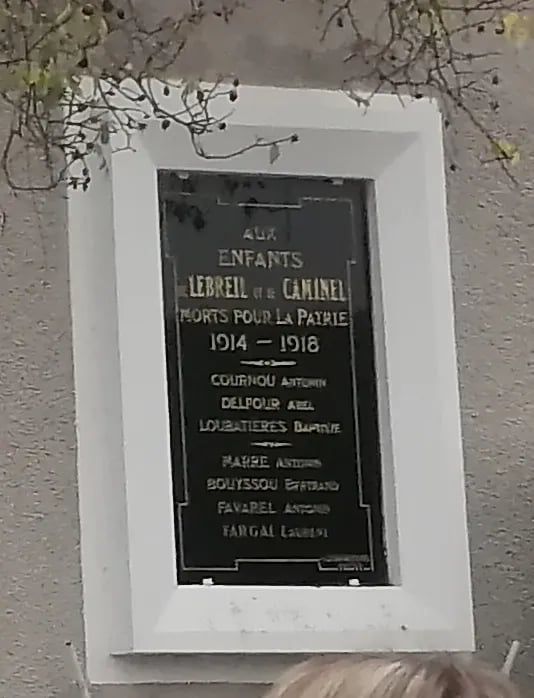 AUX
ENFANTS
DE LEBREIL ET DE CAMINEL
MORTS POUR LA PATRIE
1914 - 1918
COURNOU ANTONIN
DELPOUR ABEL
LOUBATIERES BAPTISTE
MARRE ANTONIN
BOUYSSOU BERTRAND
FAVAREL ANTONIN
FARGAL LAURENT